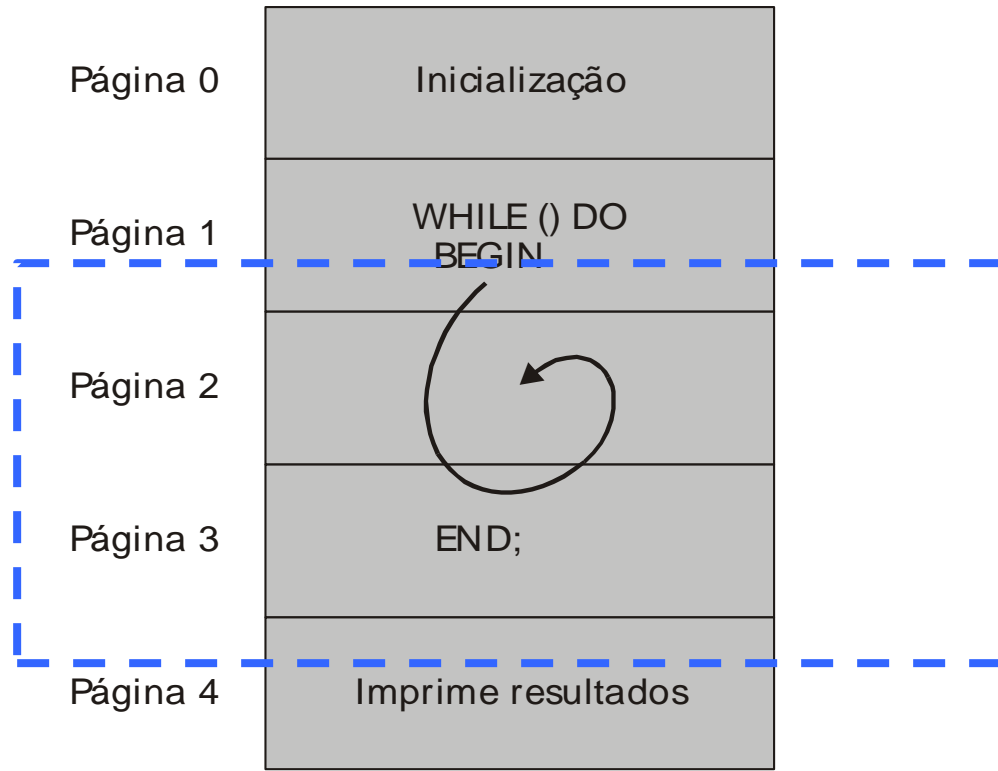 Página 0
Inicialização
Página 1
WHILE () DO
BEGIN
Página 2
Página 3
END;
Página 4
Imprime resultados